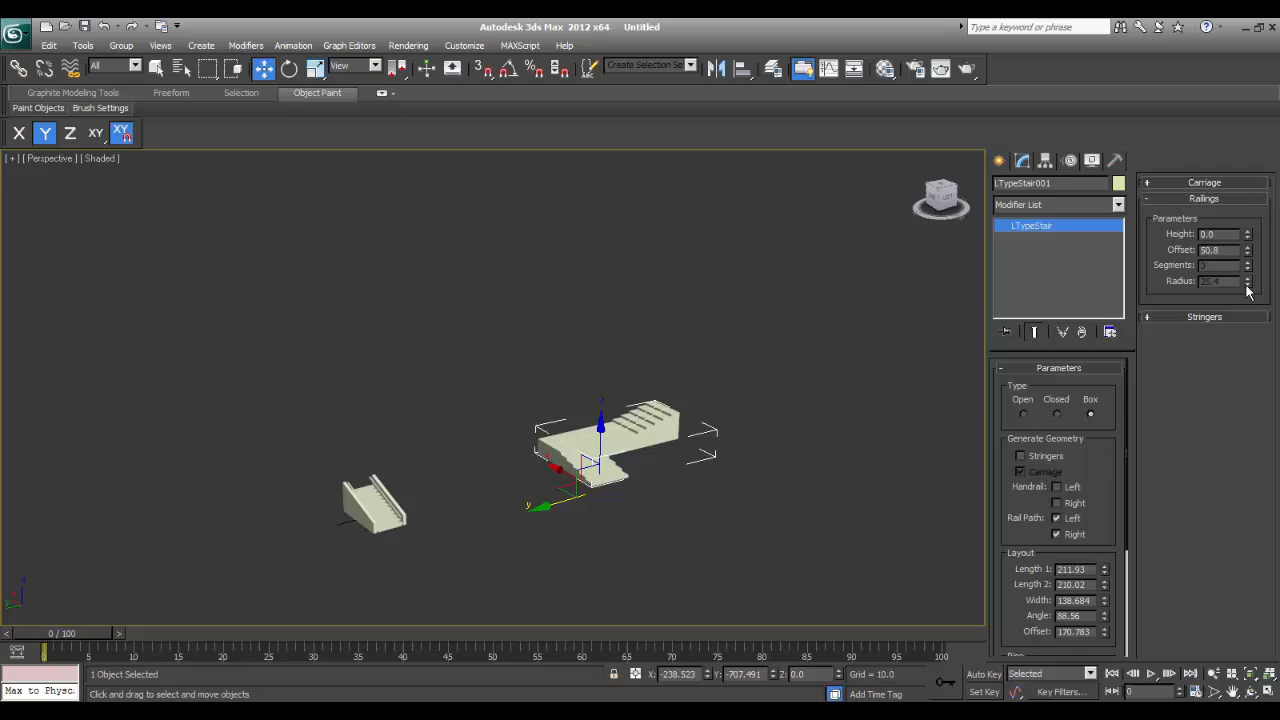 Autodesk 3ds Max 2012 x64 Untitled
Type a keyword or phrase
Edit Tools Group Views Create Modifiers Animation Graph Editors Rendering Customize MAXScript Help
All View Create Selection Se
Graphite Modeling Tools Freeform Selection Object Paint
Paint Objects Brush Settings
X Y Z XY XY
[ + ] [ Perspective ] [ Shaded ]
LTypeStair001
Modifier List
LTypeStair
+ Carriage
- Railings
Parameters
Height: 0.0
Offset: 50.8
Segments: 3
Radius: 25.4
+ Stringers
- Parameters
Type
Open Closed Box
Generate Geometry
Stringers
Carriage
Handrail: Left
Right
Rail Path: Left
Right
Layout
Length 1: 211.93
Length 2: 210.02
Width: 138.684
Angle: 88.56
Offset: 170.783
z
y
z
y
< 0 / 100 >
0 5 10 15 20 25 30 35 40 45 50 55 60 65 70 75 80 85 90 95 100
1 Object Selected X: -238.523 Y: -707.491 Z: 0.0 Grid = 10.0 Auto Key Selected
Max to Physc. Click and drag to select and move objects Add Time Tag Set Key Key Filters... 0